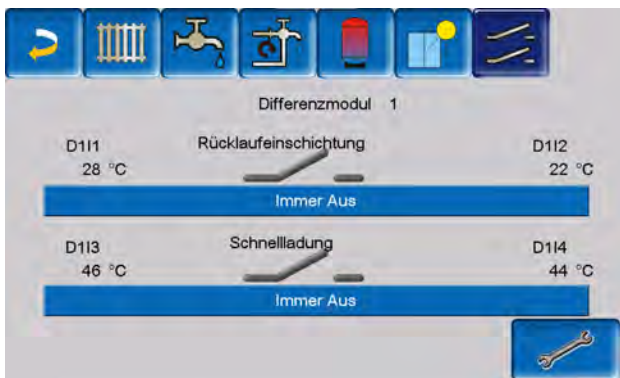 Differenzmodul 1
D1I1 Rücklaufeinschichtung D1I2
28 °C 22 °C
Immer Aus
D1I3 Schnellladung D1I4
46 °C 44 °C
Immer Aus